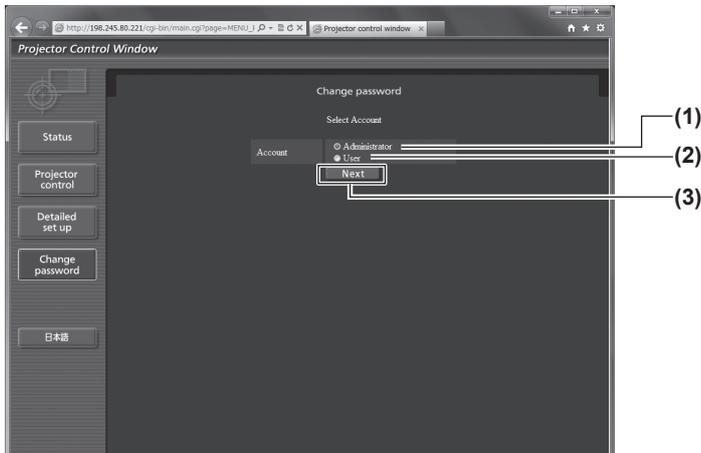 http://198.245.80.221/cgi-bin/main.cgi?page=MENU_
Projector control window
Projector Control Window
Change password
Select Account
Account
Administrator
User
Next
Status
Projector
control
Detailed
set up
Change
password
日本語
(1)
(2)
(3)